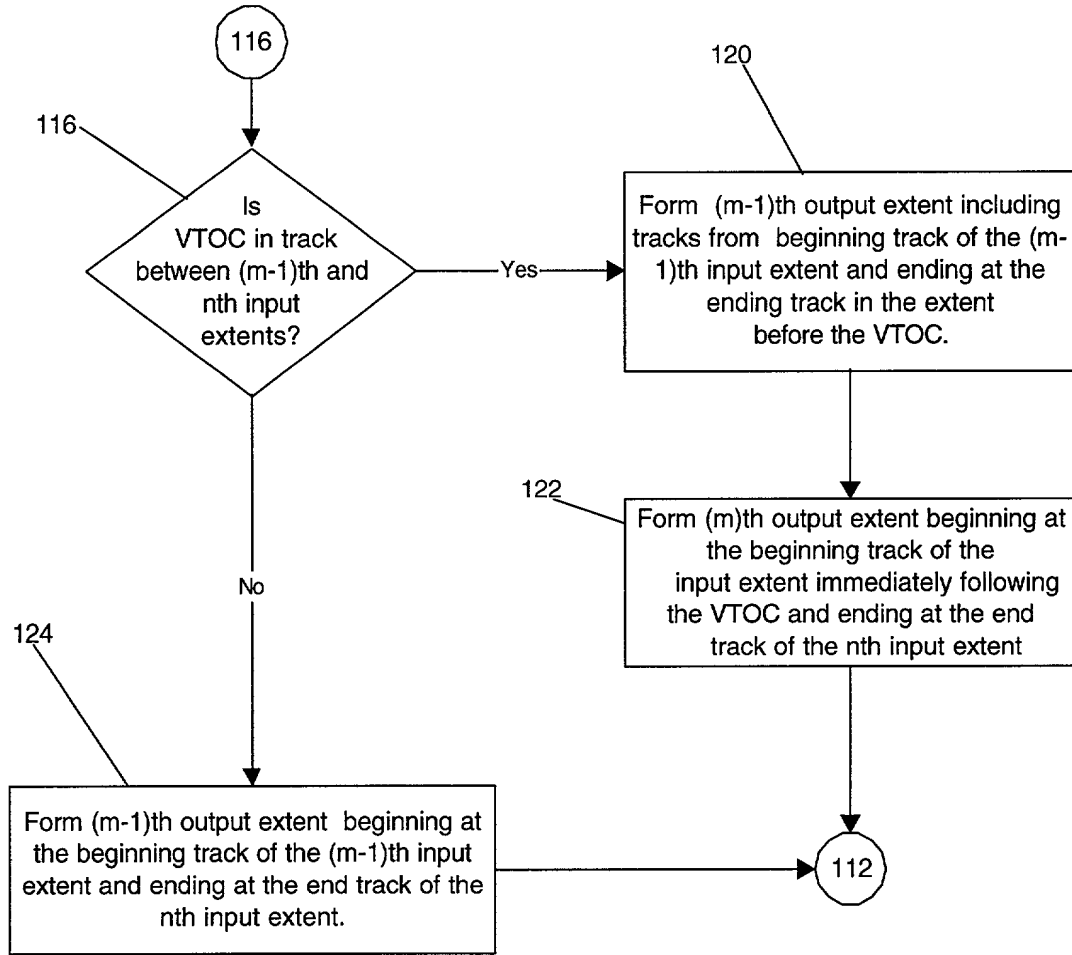 116
116
Is
VTOC in track
between (m-1)th and
nth input
extents?
Yes
120
Form (m-1)th output extent including
tracks from beginning track of the (m-
1)th input extent and ending at the
ending track in the extent
before the VTOC.
122
Form (m)th output extent beginning at
the beginning track of the
input extent immediately following
the VTOC and ending at the end
track of the nth input extent
No
124
Form (m-1)th output extent beginning at
the beginning track of the (m-1)th input
extent and ending at the end track of the
nth input extent.
112